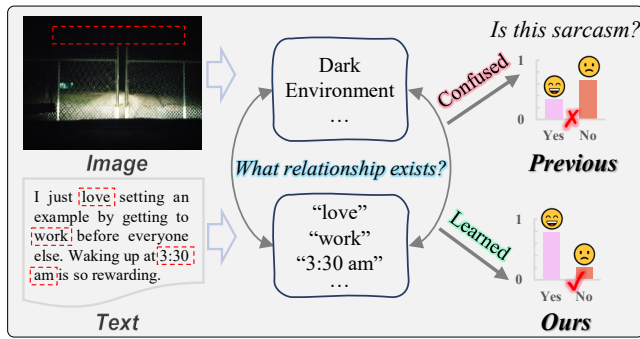 Is this sarcasm?
Dark
Environment
...
Confused
1
0
Yes No
Previous
Image
What relationship exists?
I just love setting an
example by getting to
work before everyone
else. Waking up at 3:30
am is so rewarding.
Text
“love”
“work”
“3:30 am”
...
Learned
1
0
Yes No
Ours